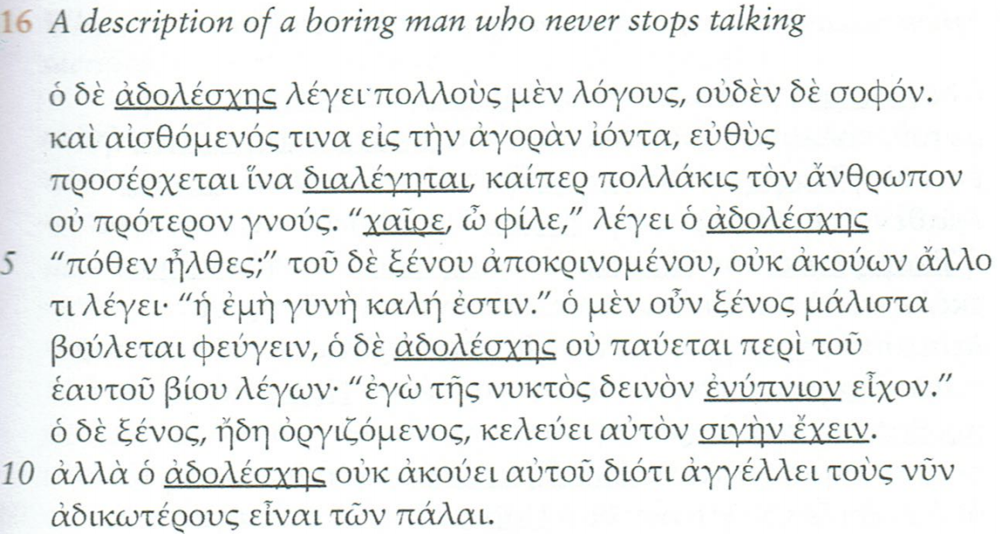 16 A description of a boring man who never stops talking
ὁ δὲ ἀδολέσχης λέγει πολλοὺς μὲν λόγους, οὐδὲν δὲ σοφόν.
καὶ αἰσθόμενός τινα εἰς τὴν ἀγορὰν ἰόντα, εὐθὺς
προσέρχεται ἵνα διαλέγηται, καίπερ πολλάκις τὸν ἄνθρωπον
οὐ πρότερον γνούς. “χαῖρε, ὦ φίλε,” λέγει ὁ ἀδολέσχης
5 “πόθεν ἦλθες;” τοῦ δὲ ξένου ἀποκρινομένου, οὐκ ἀκούων ἄλλο
τι λέγει· “ἡ ἐμὴ γυνὴ καλή ἐστιν.” ὁ μὲν οὖν ξένος μάλιστα
βούλεται φεύγειν, ὁ δὲ ἀδολέσχης οὐ παύεται περὶ τοῦ
ἑαυτοῦ βίου λέγων· “ἐγὼ τῆς νυκτὸς δεινὸν ἐνύπνιον εἶχον.”
ὁ δὲ ξένος, ἤδη ὀργιζόμενος, κελεύει αὐτὸν σιγὴν ἔχειν.
10 ἀλλὰ ὁ ἀδολέσχης οὐκ ἀκούει αὐτοῦ διότι ἀγγέλλει τοὺς νῦν
ἀδικωτέρους εἶναι τῶν πάλαι.